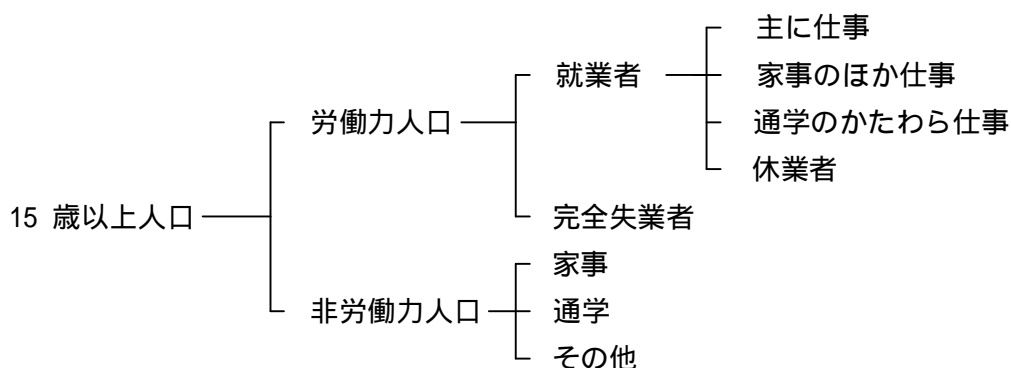 15 歳以上人口
労働力人口
就業者
主に仕事
家事のほか仕事
通学のかたわら仕事
休業者
完全失業者
非労働力人口
家事
通学
その他